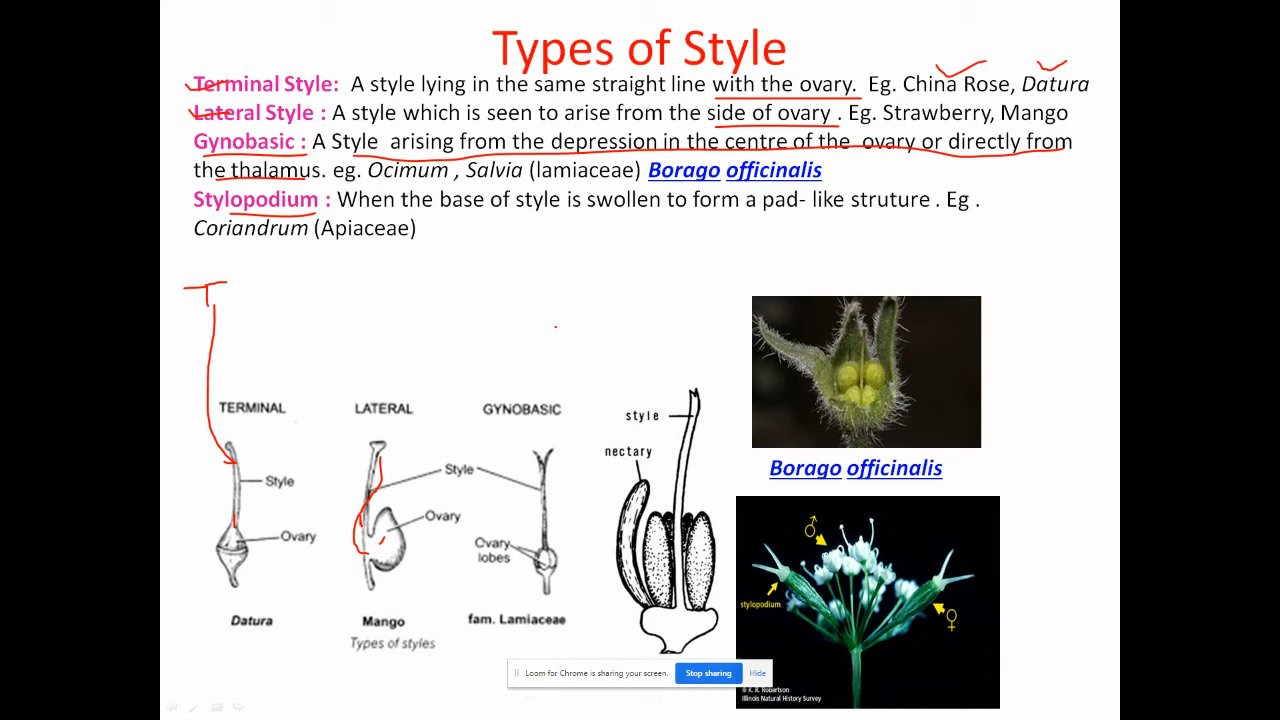 Types of Style
Terminal Style: A style lying in the same straight line with the ovary. Eg. China Rose, Datura
Lateral Style : A style which is seen to arise from the side of ovary . Eg. Strawberry, Mango
Gynobasic : A Style arising from the depression in the centre of the ovary or directly from
the thalamus. eg. Ocimum , Salvia (lamiaceae) Borago officinalis
Stylopodium : When the base of style is swollen to form a pad- like struture . Eg .
Coriandrum (Apiaceae)
T
TERMINAL LATERAL GYNOBASIC
style
nectary
Style
Style
Ovary
Ovary
Ovary
lobes
Datura Mango fam. Lamiaceae
Types of styles
Borago officinalis
♂
stylopodium
♀
© K. R. Robertson
Illinois Natural History Survey
Loom for Chrome is sharing your screen. Stop sharing Hide